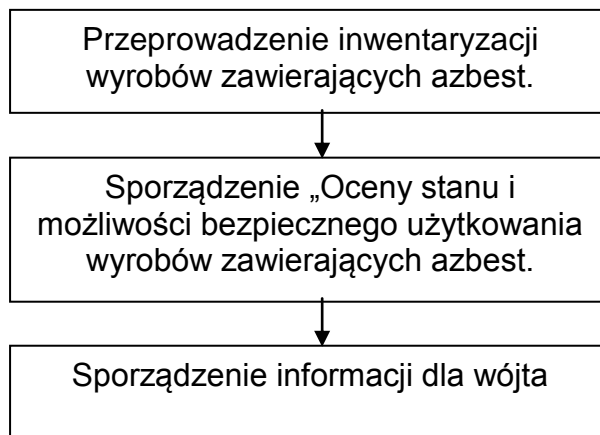 Przeprowadzenie inwentaryzacji
wyrobów zawierających azbest.
Sporządzenie „Oceny stanu i
możliwości bezpiecznego użytkowania
wyrobów zawierających azbest.
Sporządzenie informacji dla wójta